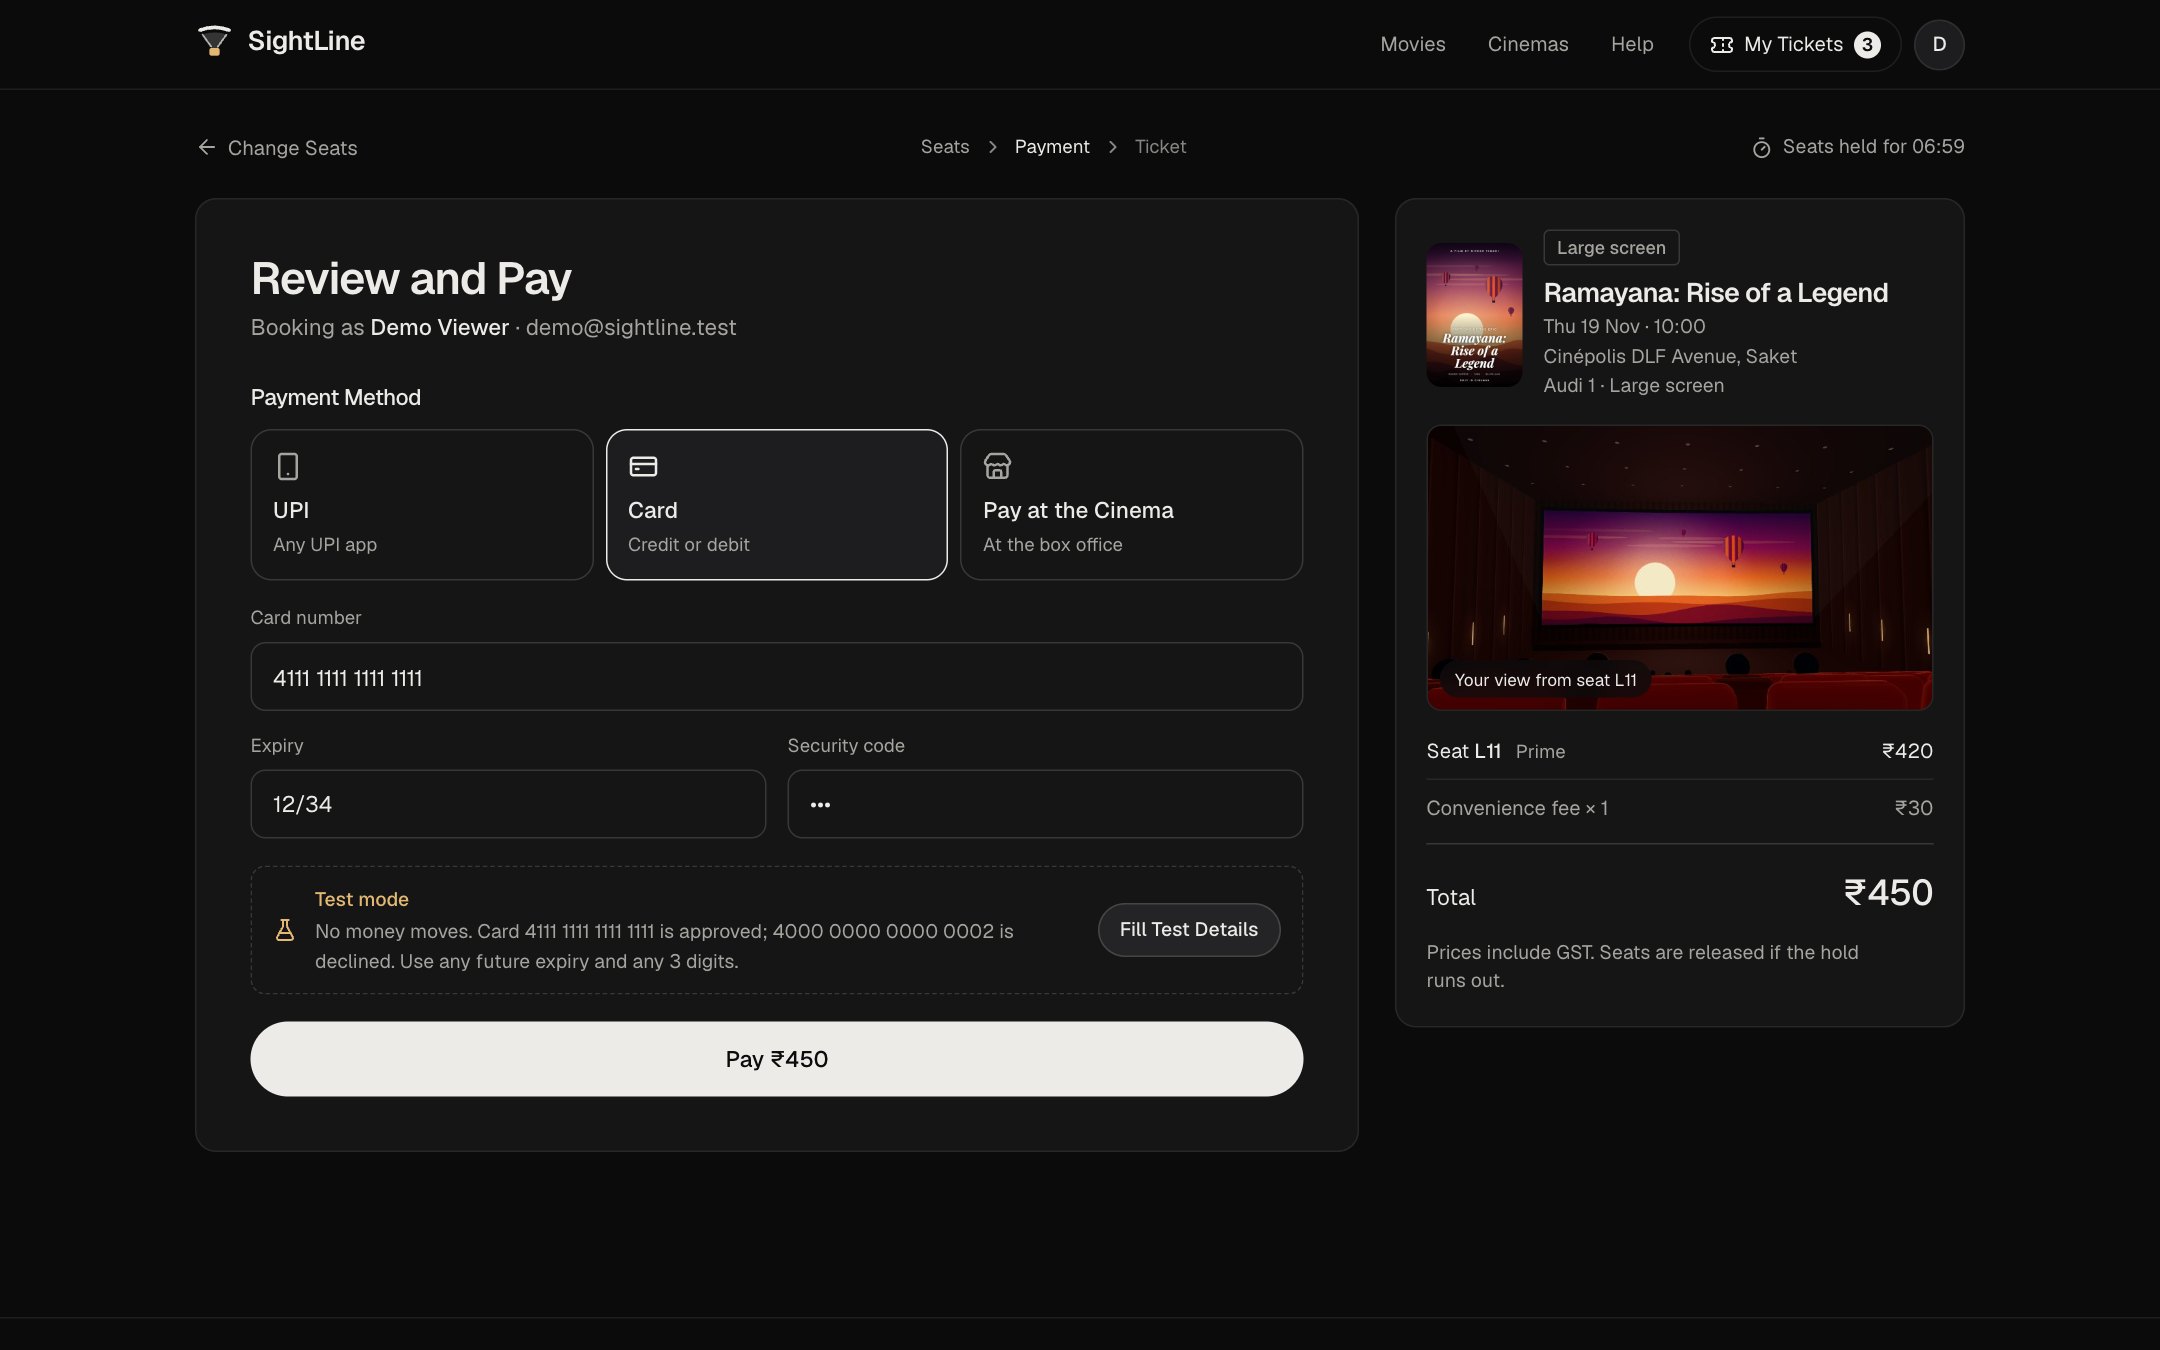 SightLine
Movies
Cinemas
Help
My Tickets 3
D
Change Seats
Seats
Payment
Ticket
Seats held for 06:59
Review and Pay
Booking as Demo Viewer · demo@sightline.test
Payment Method
UPI
Any UPI app
Card
Credit or debit
Pay at the Cinema
At the box office
Card number
4111 1111 1111 1111
Expiry
12/34
Security code
•••
Test mode
No money moves. Card 4111 1111 1111 1111 is approved; 4000 0000 0000 0002 is
declined. Use any future expiry and any 3 digits.
Fill Test Details
Pay ₹450
Ramayana:
Rise of a
Legend
Large screen
Ramayana: Rise of a Legend
Thu 19 Nov · 10:00
Cinépolis DLF Avenue, Saket
Audi 1 · Large screen
Your view from seat L11
Seat L11 Prime ₹420
Convenience fee × 1 ₹30
Total ₹450
Prices include GST. Seats are released if the hold
runs out.